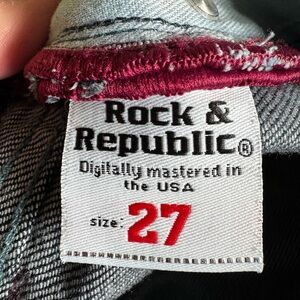 Rock &
Republic®
Digitally mastered in
the USA
size: 27